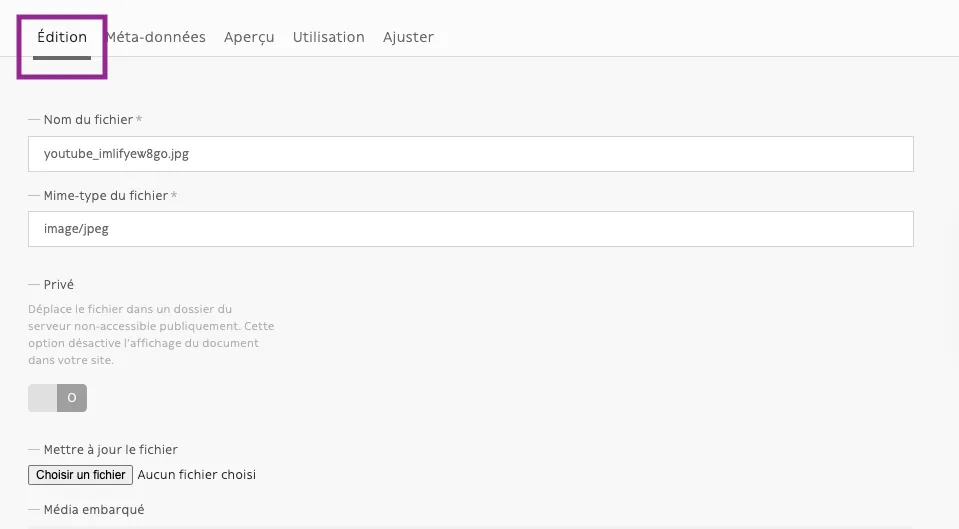 Édition Méta-données Aperçu Utilisation Ajuster
— Nom du fichier *
youtube_imlifyew8go.jpg
— Mime-type du fichier *
image/jpeg
— Privé
Déplace le fichier dans un dossier du
serveur non-accessible publiquement. Cette
option désactive l'affichage du document
dans votre site.
O
— Mettre à jour le fichier
Choisir un fichier Aucun fichier choisi
— Média embarqué